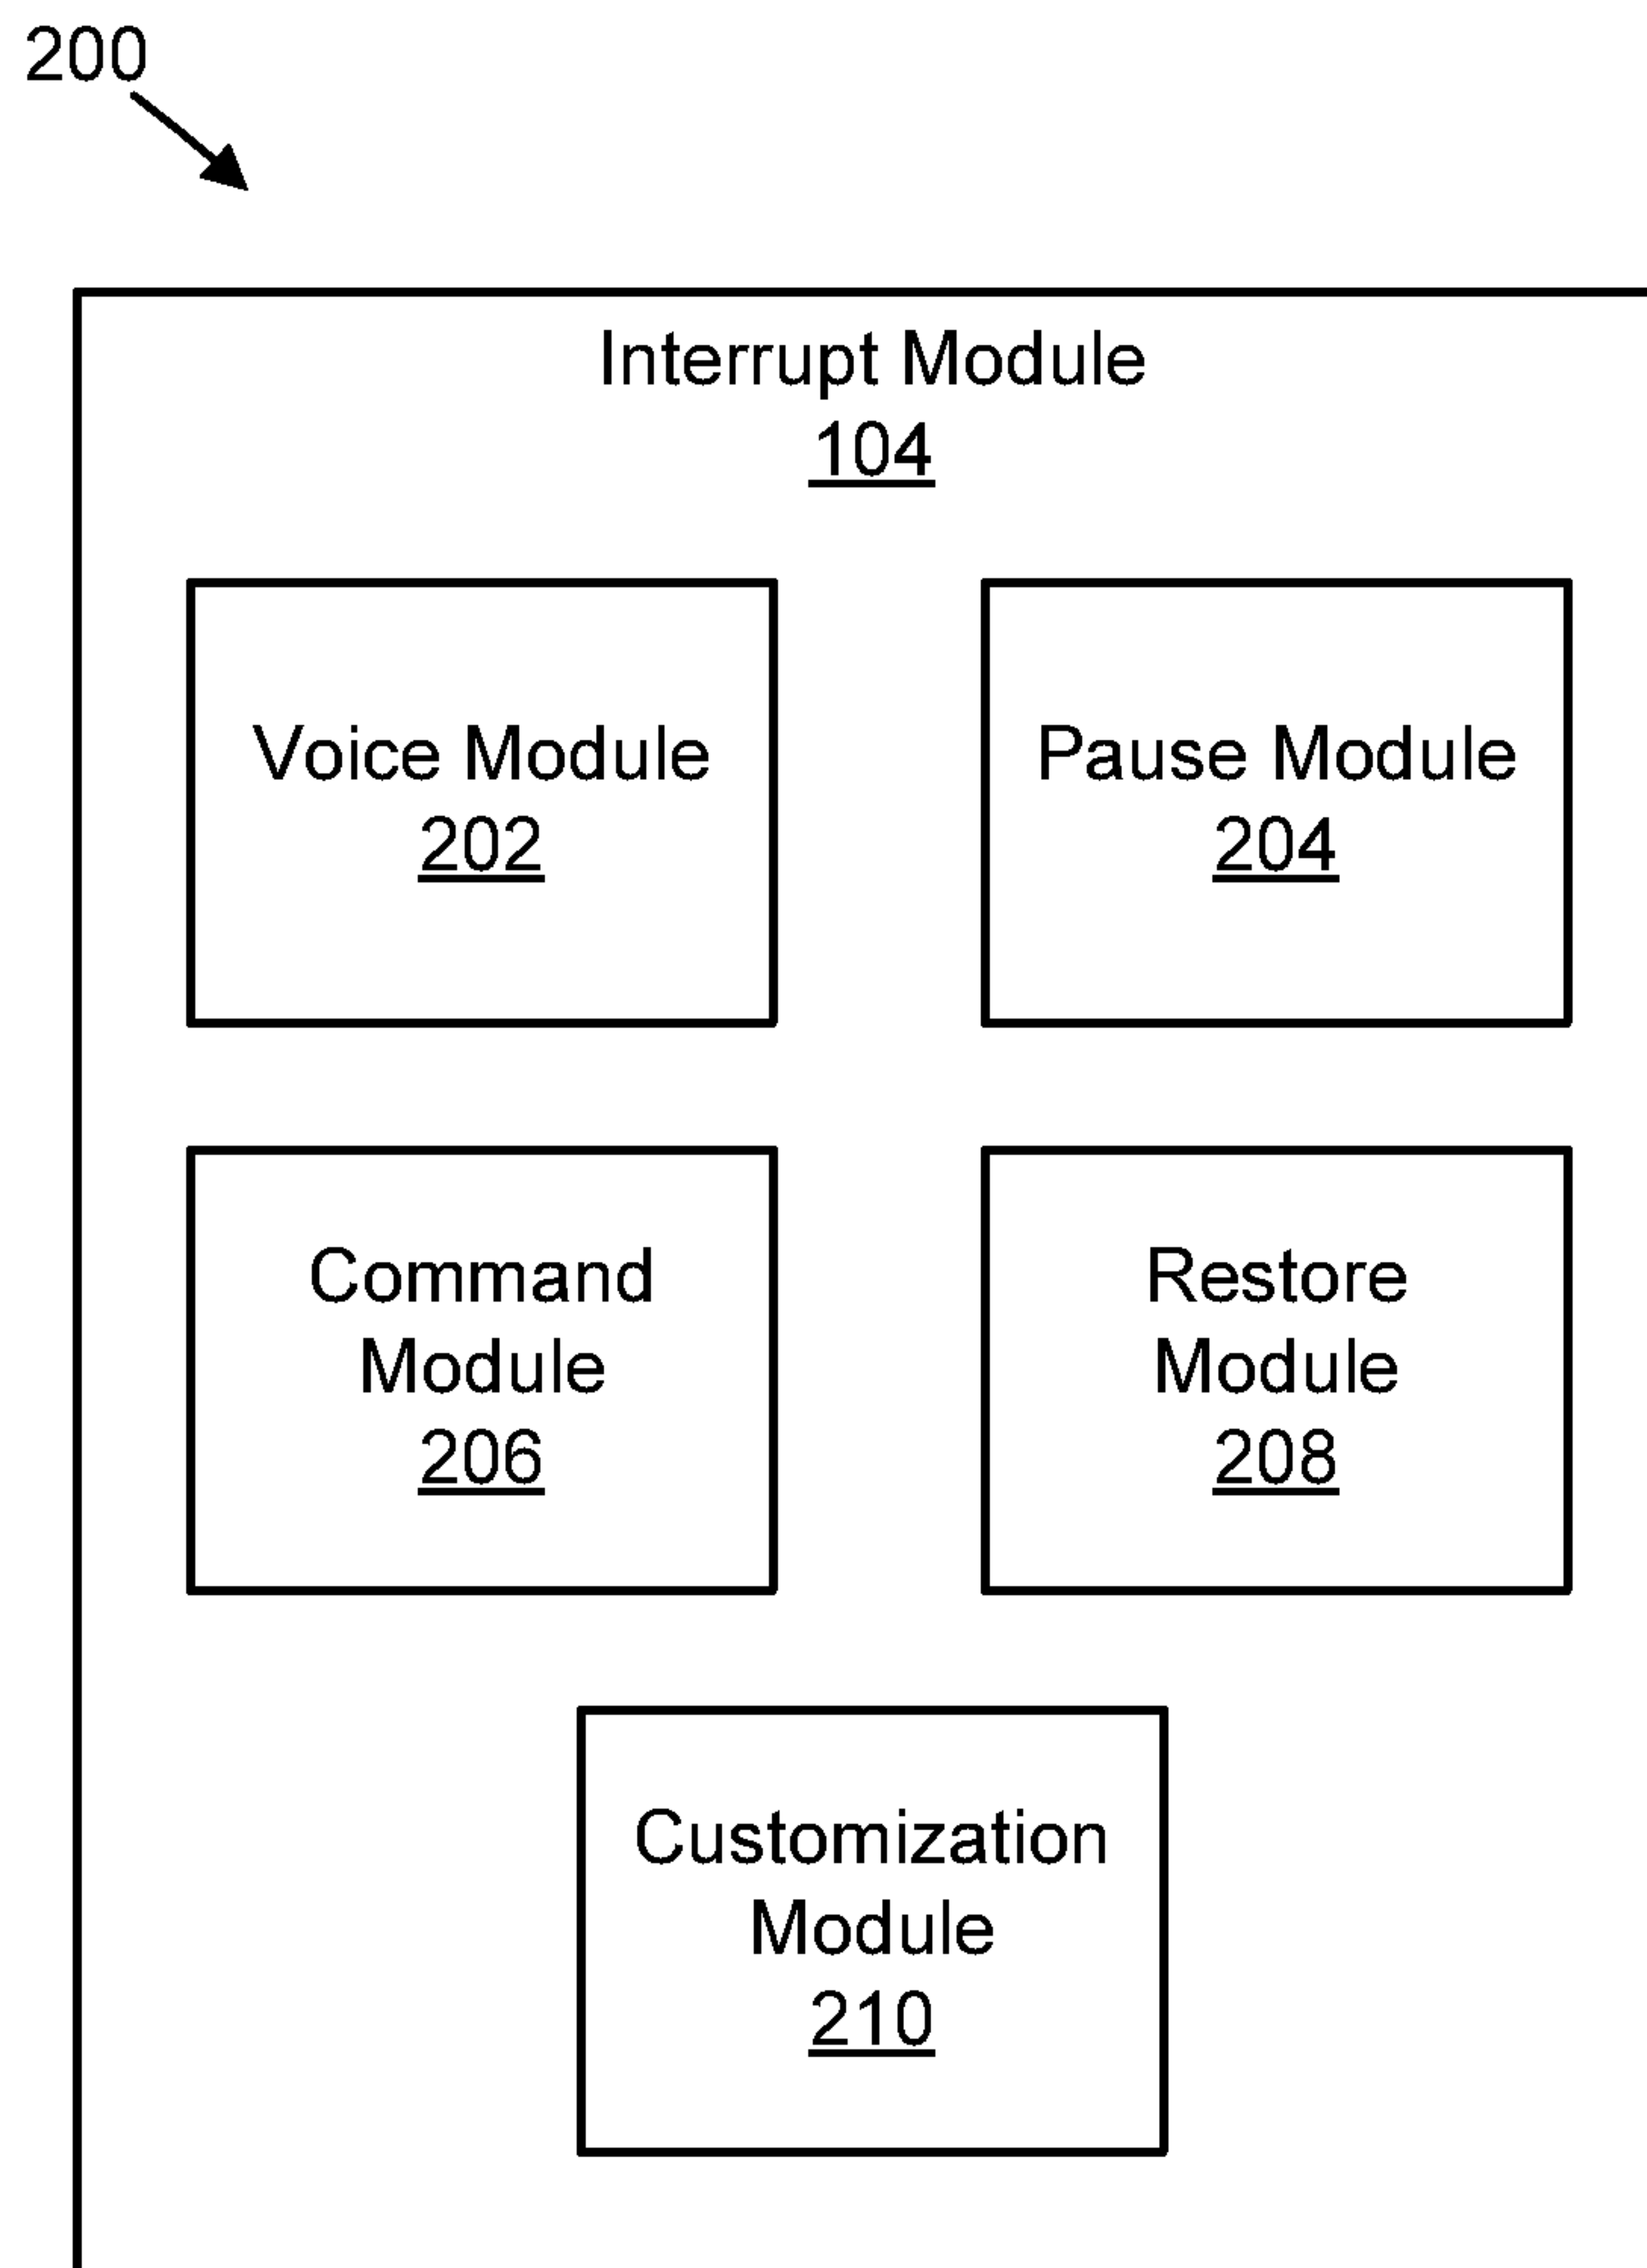 200
Interrupt Module
104
Voice Module
202
Pause Module
204
Command
Module
206
Restore
Module
208
Customization
Module
210